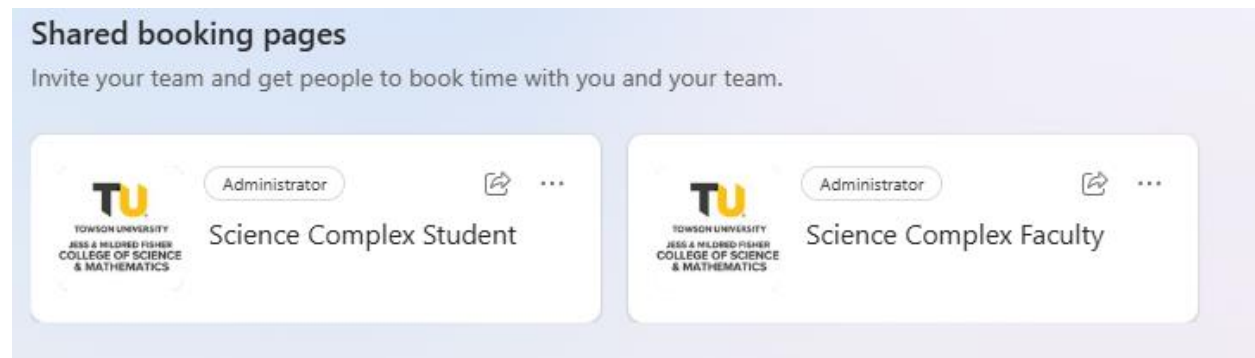 Shared booking pages
Invite your team and get people to book time with you and your team.
TU
TOWSON UNIVERSITY
JESS & MILDRED FISHER
COLLEGE OF SCIENCE
& MATHEMATICS
Administrator
Science Complex Student
TU
TOWSON UNIVERSITY
JESS & MILDRED FISHER
COLLEGE OF SCIENCE
& MATHEMATICS
Administrator
Science Complex Faculty